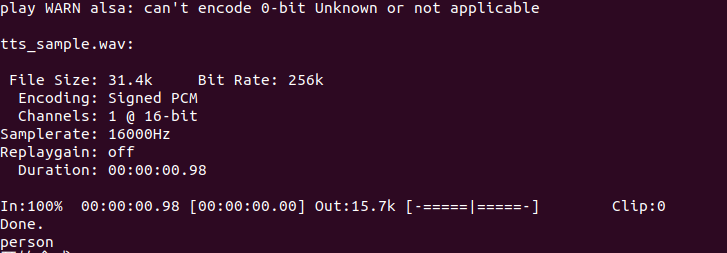 play WARN alsa: can't encode 0-bit Unknown or not applicable
tts_sample.wav:
File Size: 31.4k     Bit Rate: 256k
Encoding: Signed PCM
Channels: 1 @ 16-bit
Samplerate: 16000Hz
Replaygain: off
Duration: 00:00:00.98
In:100%  00:00:00.98 [00:00:00.00] Out:15.7k [-=====|=====-]        Clip:0
Done.
person